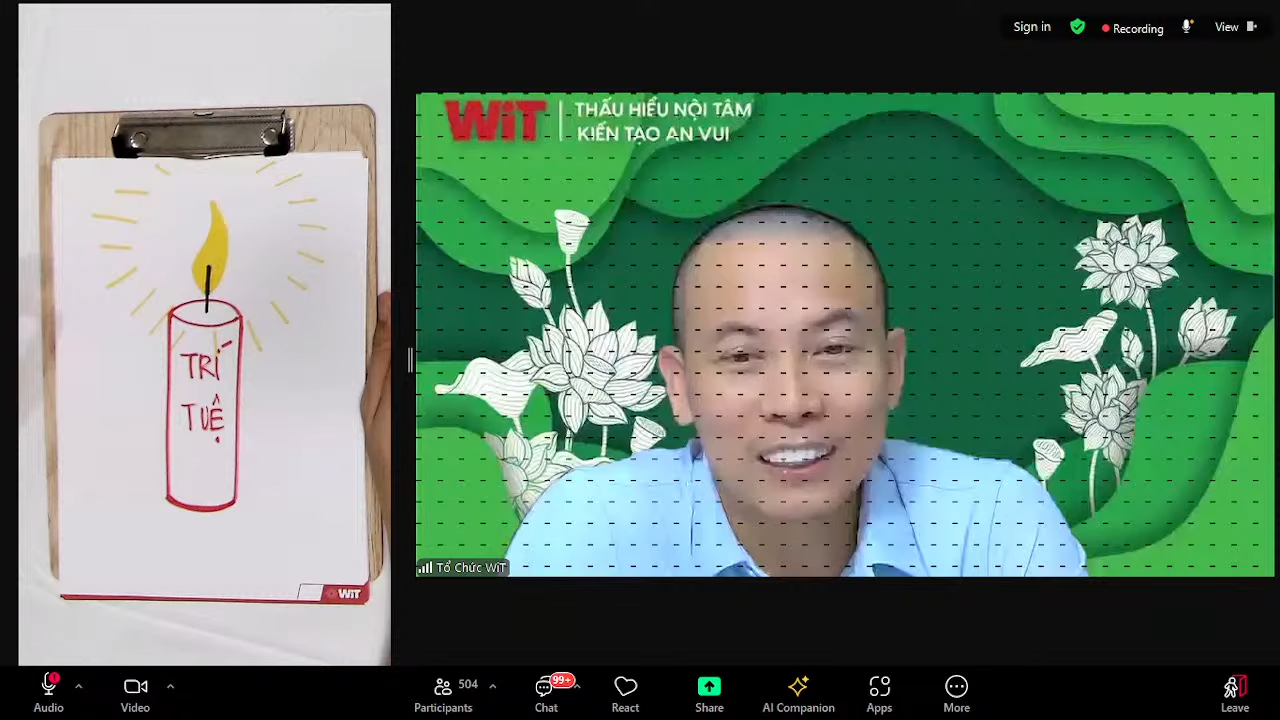 Sign in
Recording
View
WiT
THẤU HIỂU NỘI TÂM
KIẾN TẠO AN VUI
TRÍ
TUỆ
WiT
Tổ Chức WiT
Audio
Video
504
Participants
99+
Chat
React
Share
AI Companion
Apps
More
Leave